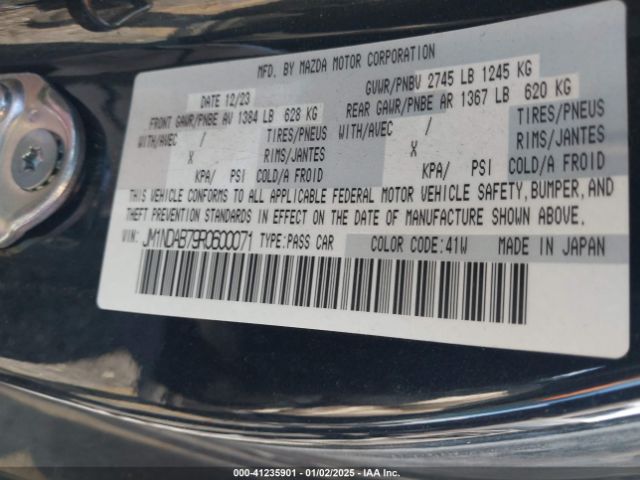 MFD. BY MAZDA MOTOR CORPORATION
DATE 12/23 GVWR/PNBV 2745 LB 1245 KG
FRONT GAWR/PNBE AV 1384 LB 628 KG REAR GAWR/PNBE AR 1367 LB 620 KG
WITH/AVEC / TIRES/PNEUS WITH/AVEC / TIRES/PNEUS
X RIMS/JANTES X RIMS/JANTES
KPA/ PSI COLD/A FROID KPA/ PSI COLD/A FROID
THIS VEHICLE CONFORMS TO ALL APPLICABLE FEDERAL MOTOR VEHICLE SAFETY,BUMPER,AND
THEFT PREVENTION STANDARDS IN EFFECT ON THE DATE OF MANUFACTURE SHOWN ABOVE.
VIN: JM1NDAB79R0600071 TYPE:PASS CAR COLOR CODE:41W MADE IN JAPAN
000-41235901 - 01/02/2025 - IAA Inc.